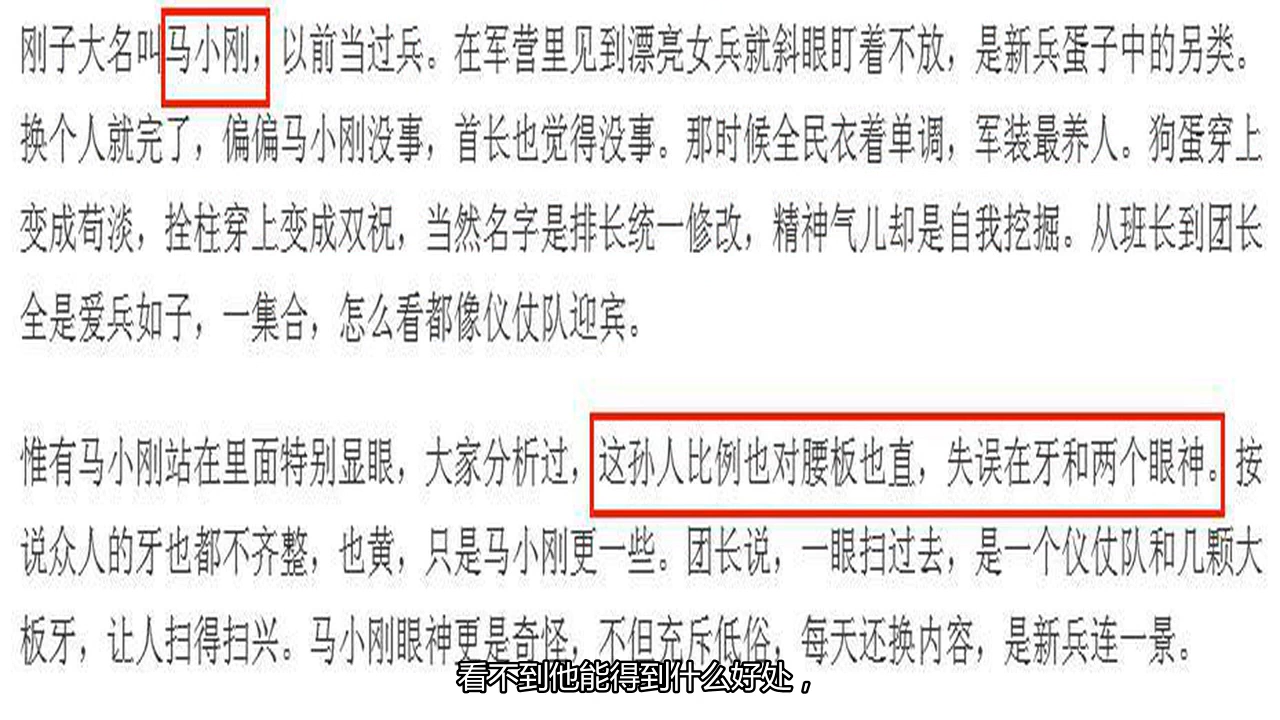 刚子大名叫马小刚，以前当过兵。在军营里见到漂亮女兵就斜眼盯着不放，是新兵蛋子中的另类。
换个人就完了，偏偏马小刚没事，首长也觉得没事。那时候全民衣着单调，军装最养人。狗蛋穿上
变成苟淡，拴柱穿上变成双祝，当然名字是排长统一修改，精神气儿却是自我挖掘。从班长到团长
全是爱兵如子，一集合，怎么看都像仪仗队迎宾。
惟有马小刚站在里面特别显眼，大家分析过，这孙人比例也对腰板也直，失误在牙和两个眼神。按
说众人的牙也都不齐整，也黄，只是马小刚更一些。团长说，一眼扫过去，是一个仪仗队和几颗大
板牙，让人扫得扫兴。马小刚眼神更是奇怪，不但充斥低俗，每天还换内容，是新兵连一景。
看不到他能得到什么好处，